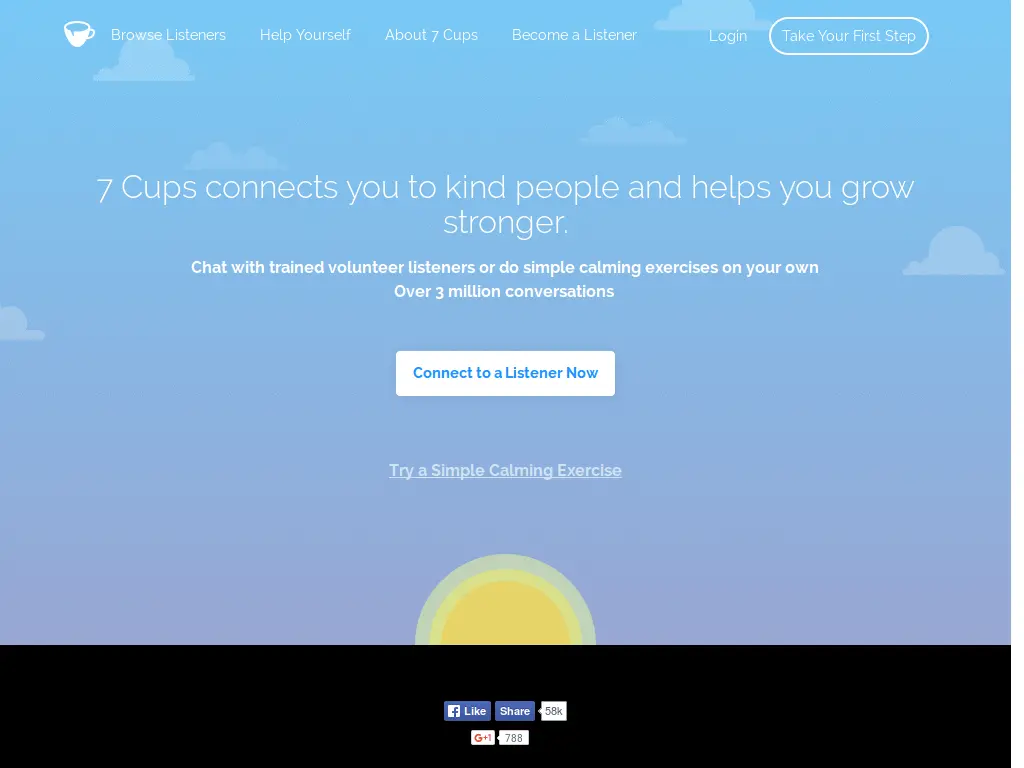 Browse Listeners
Help Yourself
About 7 Cups
Become a Listener
Login
Take Your First Step
7 Cups connects you to kind people and helps you grow
stronger.
Chat with trained volunteer listeners or do simple calming exercises on your own
Over 3 million conversations
Connect to a Listener Now
Try a Simple Calming Exercise
Like
Share
58k
G+1
788